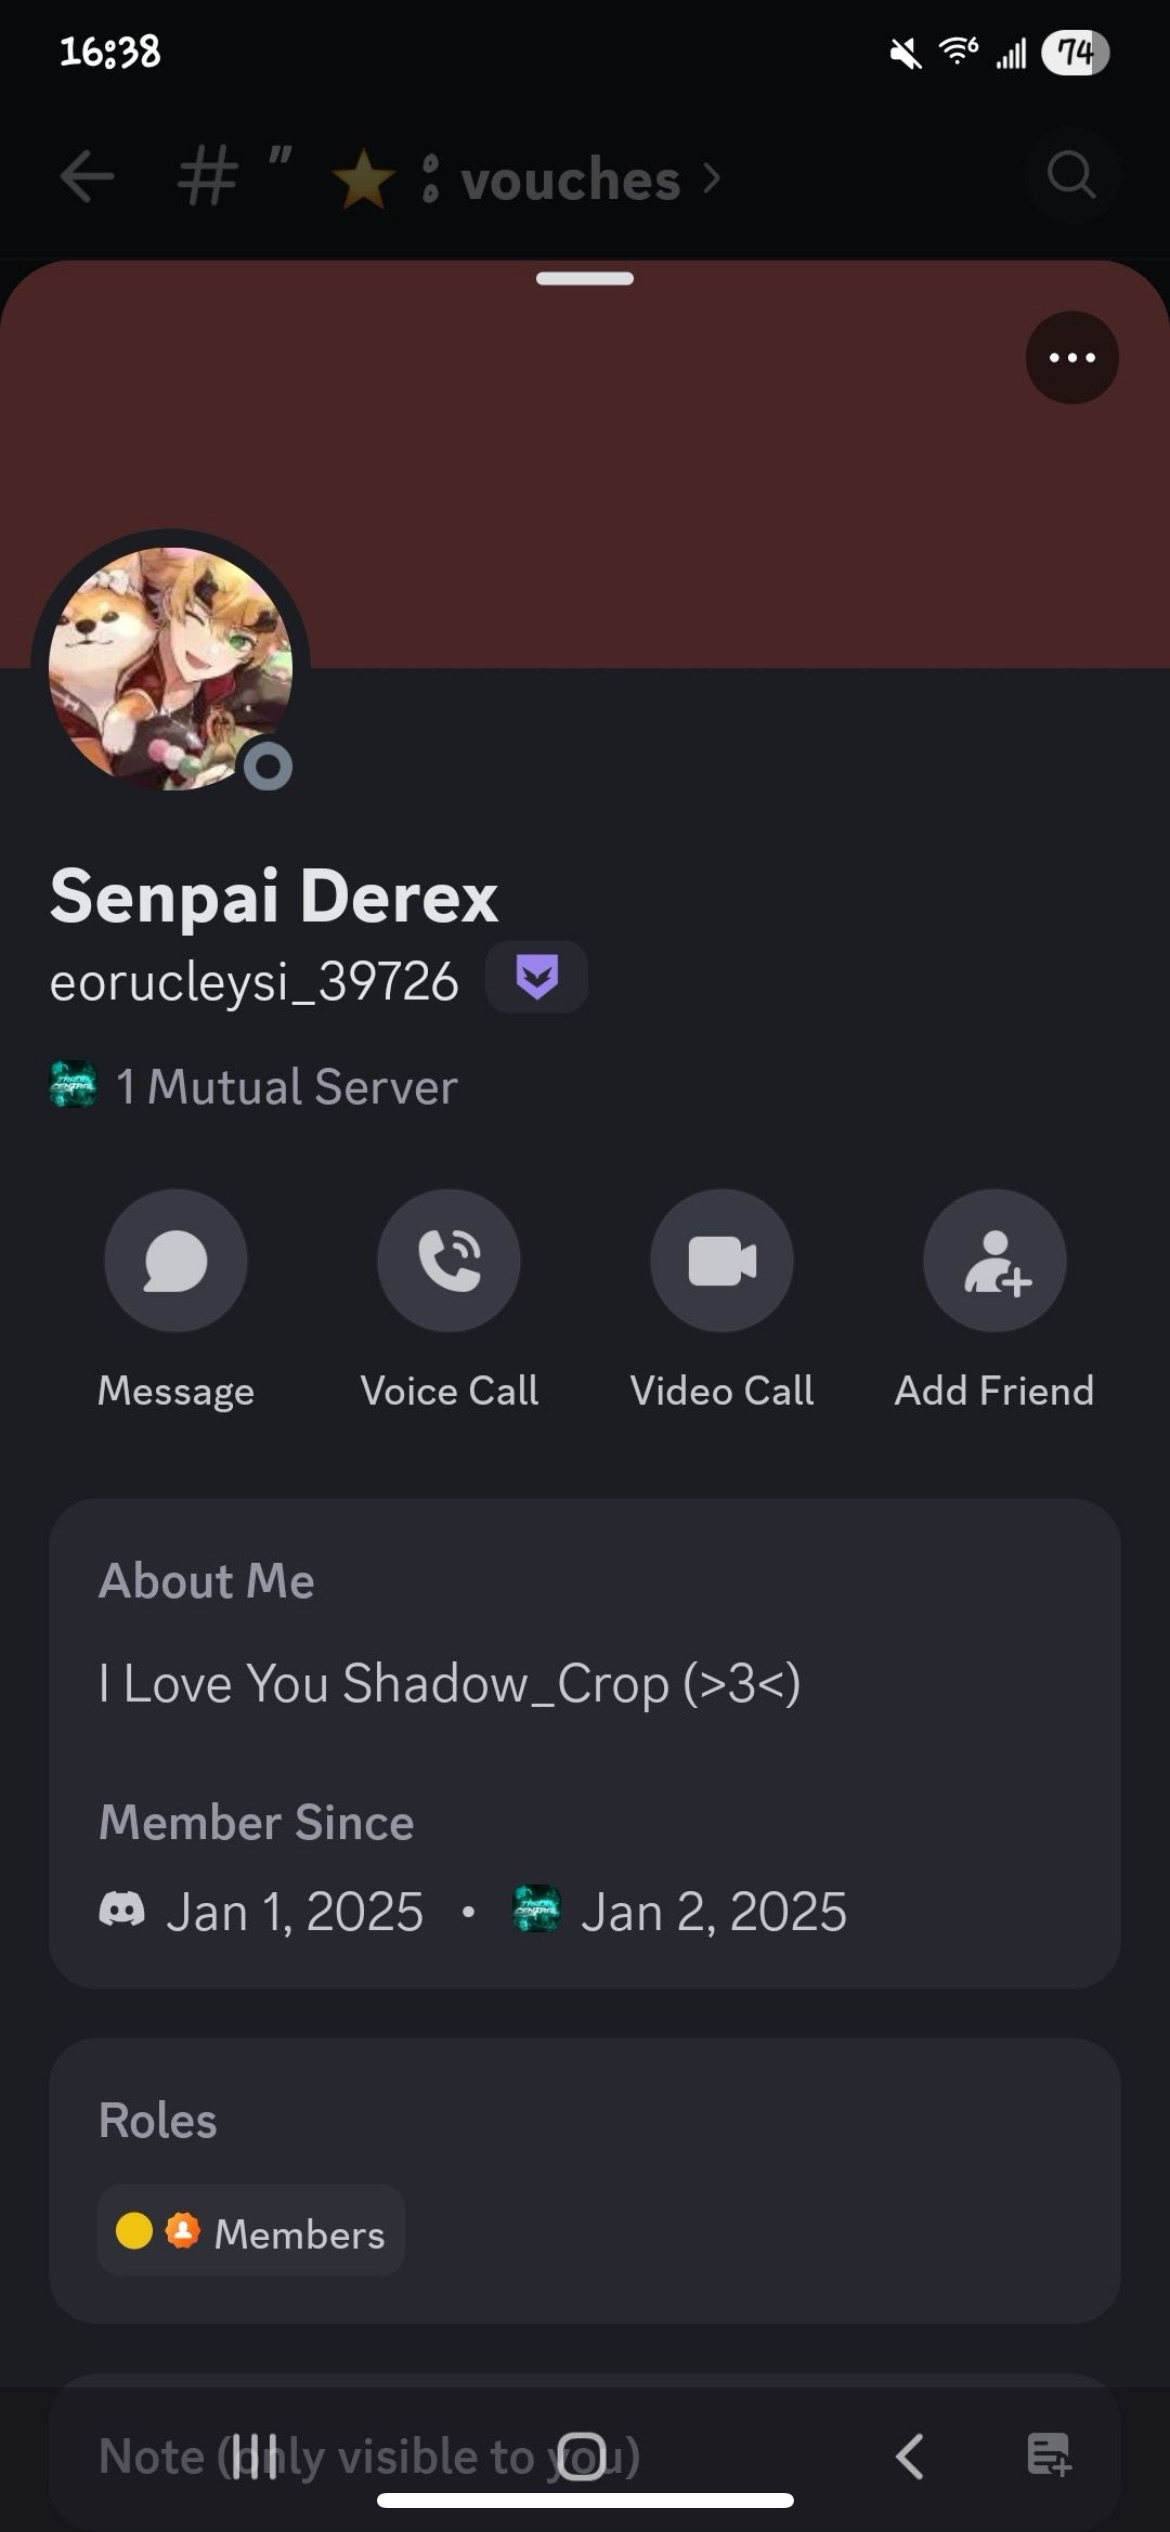 16:38
74
# " ⭐ : vouches >
Senpai Derex
eorucleysi_39726
1 Mutual Server
Message
Voice Call
Video Call
Add Friend
About Me
I Love You Shadow_Crop (>3<)
Member Since
Jan 1, 2025 • Jan 2, 2025
Roles
Members
Note (only visible to you)